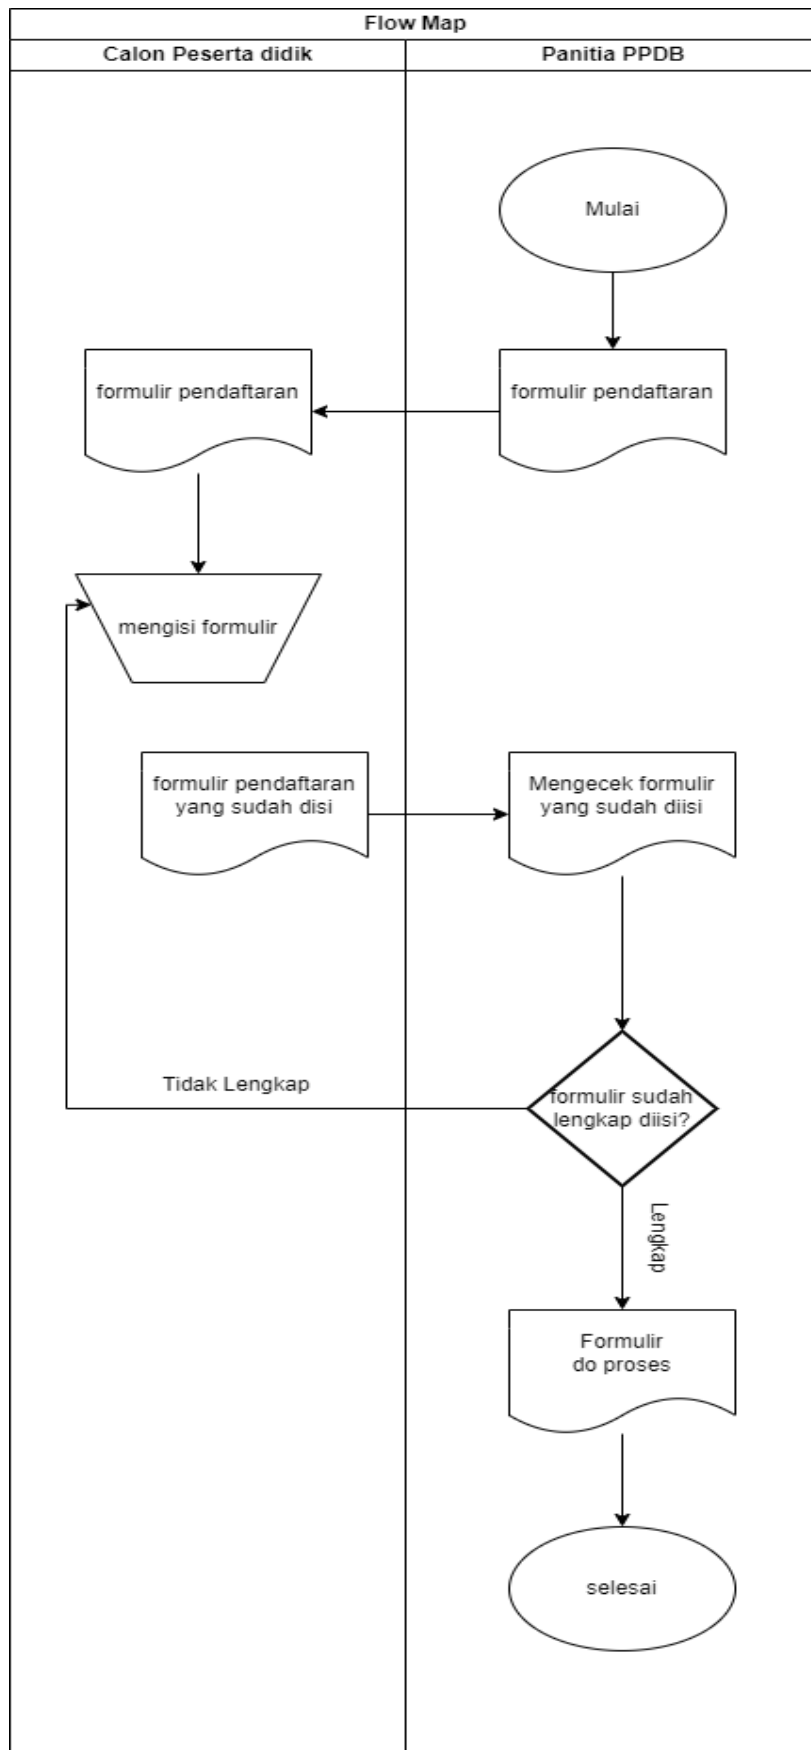 Flow Map
Calon Peserta didik
Panitia PPDB
Mulai
formulir pendaftaran
formulir pendaftaran
mengisi formulir
formulir pendaftaran
yang sudah disi
Mengecek formulir
yang sudah diisi
Tidak Lengkap
formulir sudah
lengkap diisi?
Lengkap
Formulir
do proses
selesai